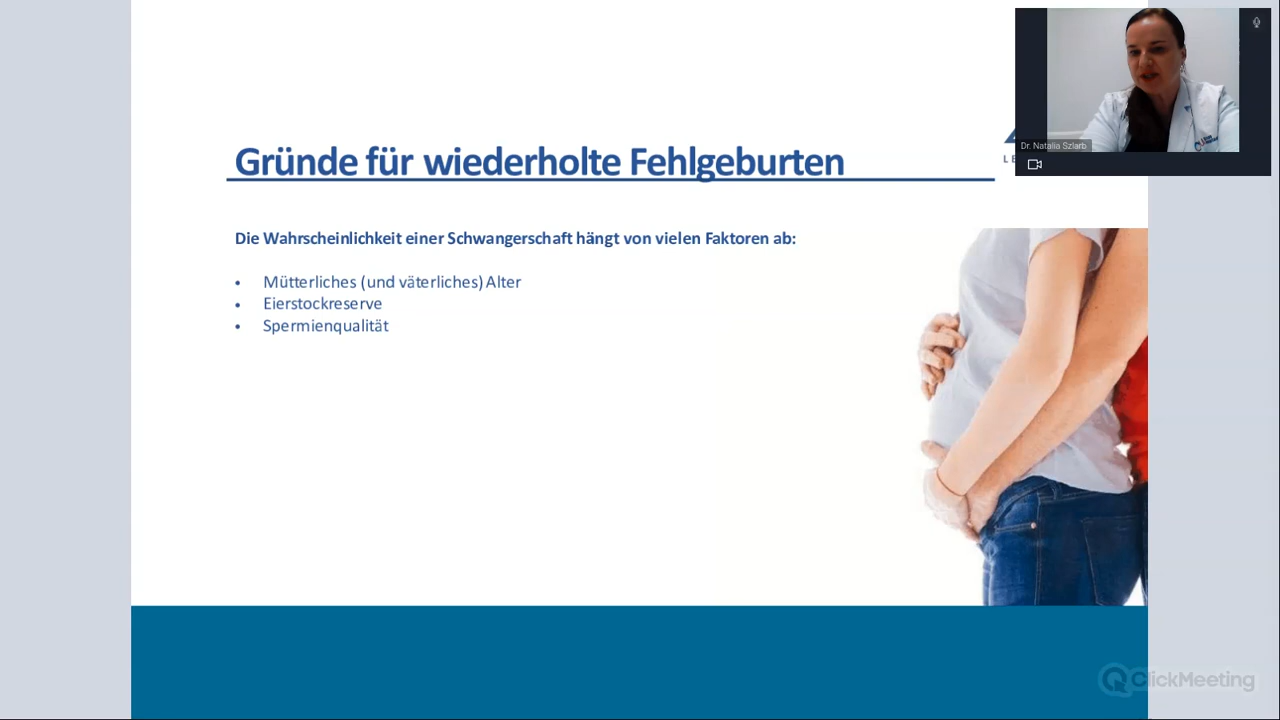 Gründe für wiederholte Fehlgeburten
Dr. Natalia Szlarb
Die Wahrscheinlichkeit einer Schwangerschaft hängt von vielen Faktoren ab:
• Mütterliches (und väterliches) Alter
• Eierstockreserve
• Spermienqualität
ClickMeeting